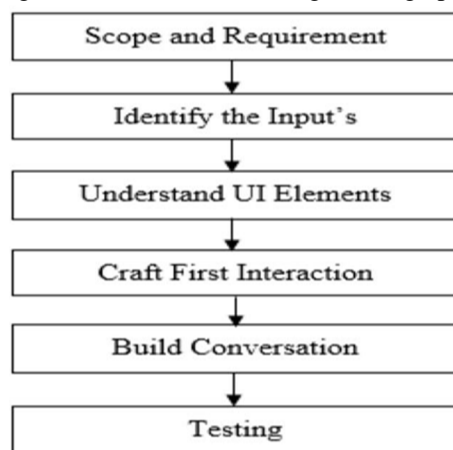 Scope and Requirement
Identify the Input's
Understand UI Elements
Craft First Interaction
Build Conversation
Testing